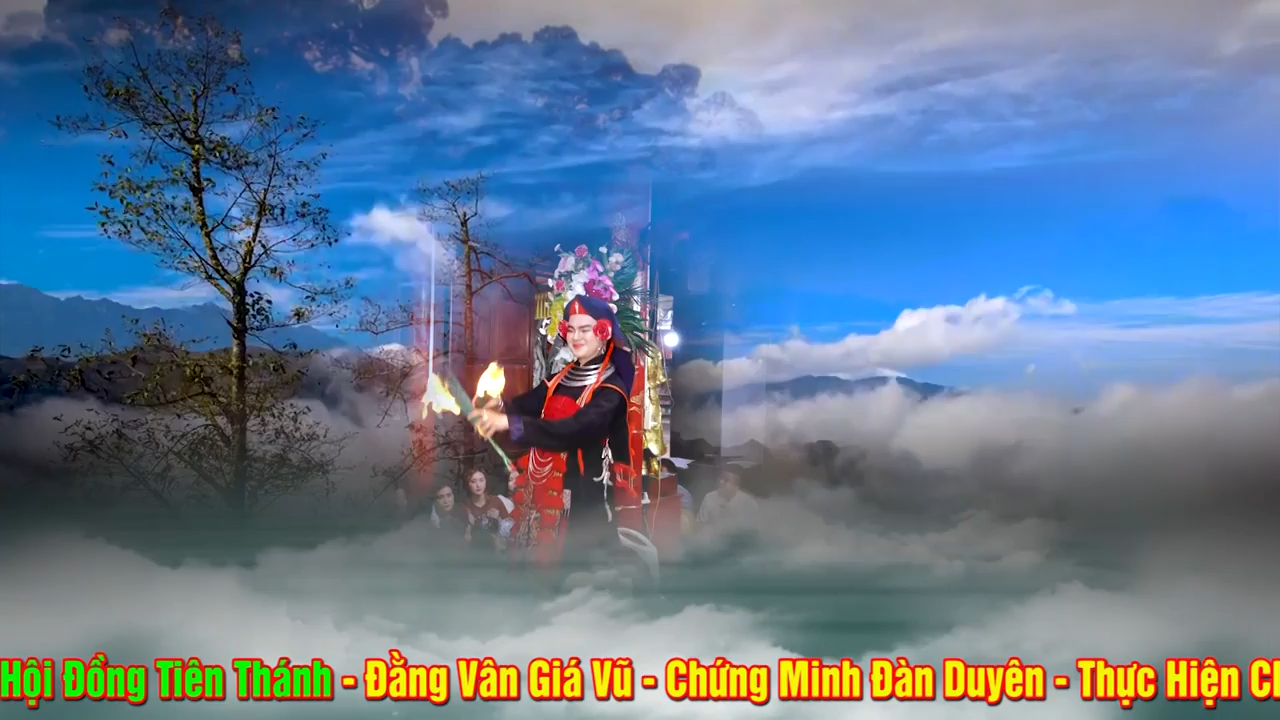 Hội Đồng Tiên Thánh - Đằng Vân Giá Vũ - Chứng Minh Đàn Duyên - Thực Hiện